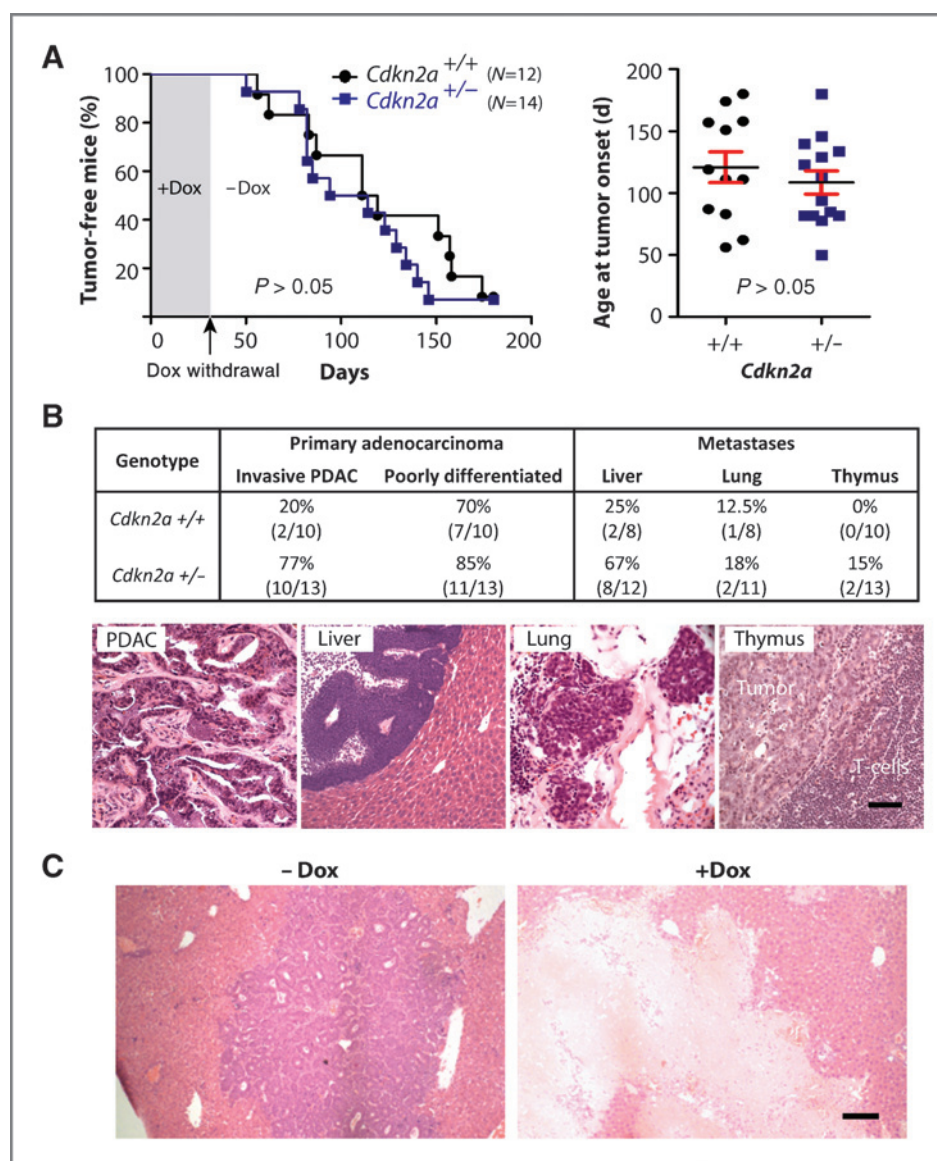 A
Cdkn2a +/+ (N=12)
Cdkn2a +/− (N=14)
Tumor-free mice (%)
100
80
60
40
20
+Dox
−Dox
P > 0.05
0
50
100
150
200
Dox withdrawal
Days
Age at tumor onset (d)
200
150
100
50
0
P > 0.05
+/+
+/−
Cdkn2a
B
Genotype Primary adenocarcinoma Metastases
Invasive PDAC Poorly differentiated Liver Lung Thymus
Cdkn2a +/+ 20% 70% 25% 12.5% 0%
(2/10) (7/10) (2/8) (1/8) (0/10)
Cdkn2a +/− 77% 85% 67% 18% 15%
(10/13) (11/13) (8/12) (2/11) (2/13)
PDAC
Liver
Lung
Thymus
Tumor
T-cells
C
– Dox
+Dox